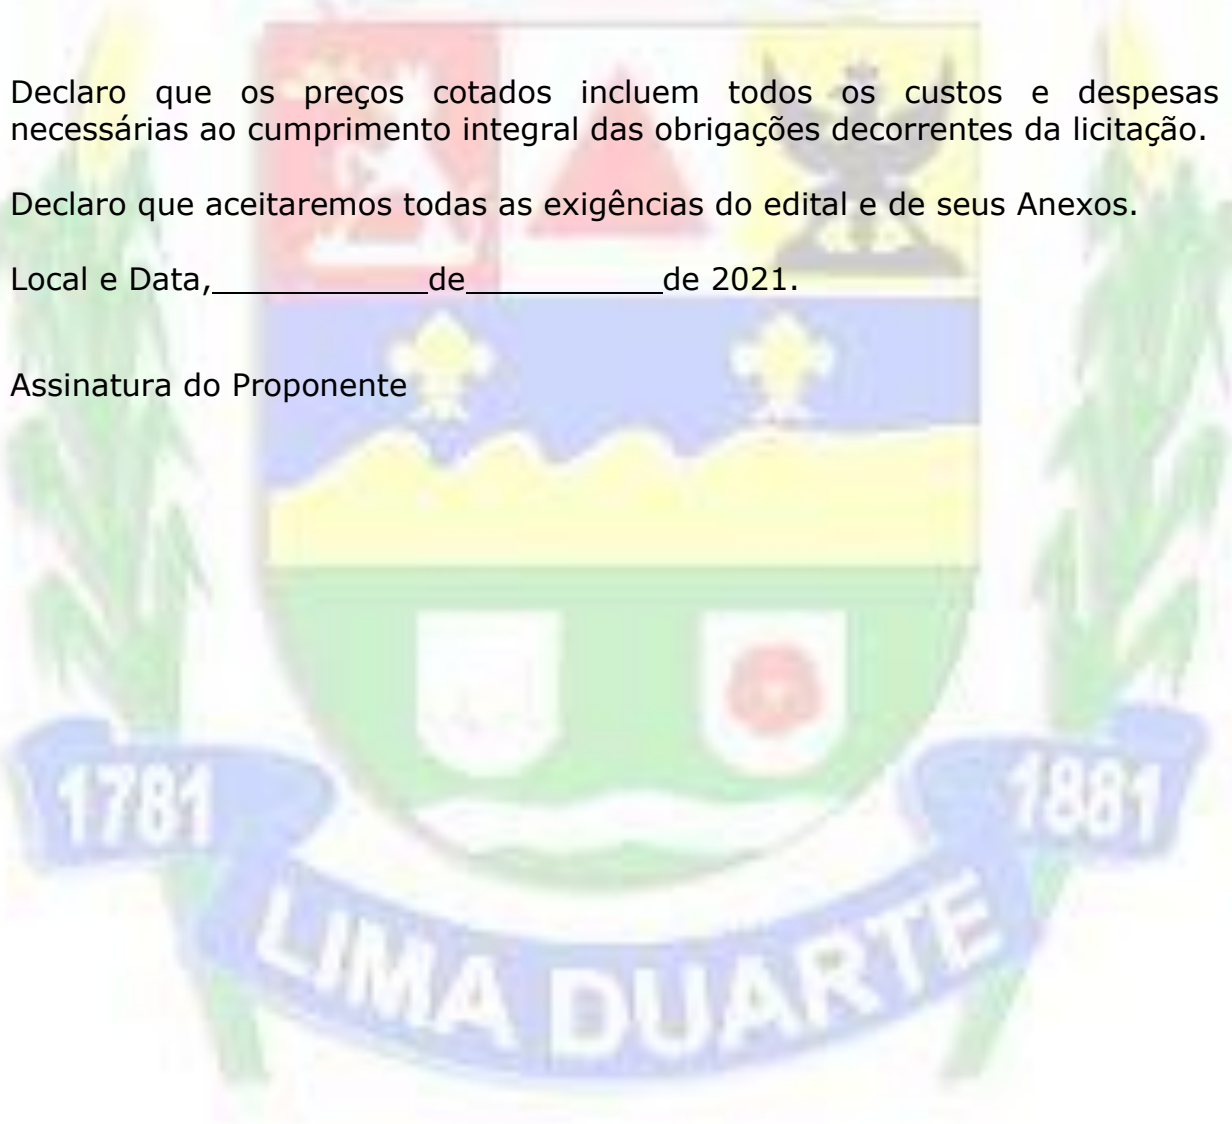 Declaro que os preços cotados incluem todos os custos e despesas
necessárias ao cumprimento integral das obrigações decorrentes da licitação.
Declaro que aceitaremos todas as exigências do edital e de seus Anexos.
Local e Data,____________de___________de 2021.
Assinatura do Proponente
1781
1881
LIMA DUARTE